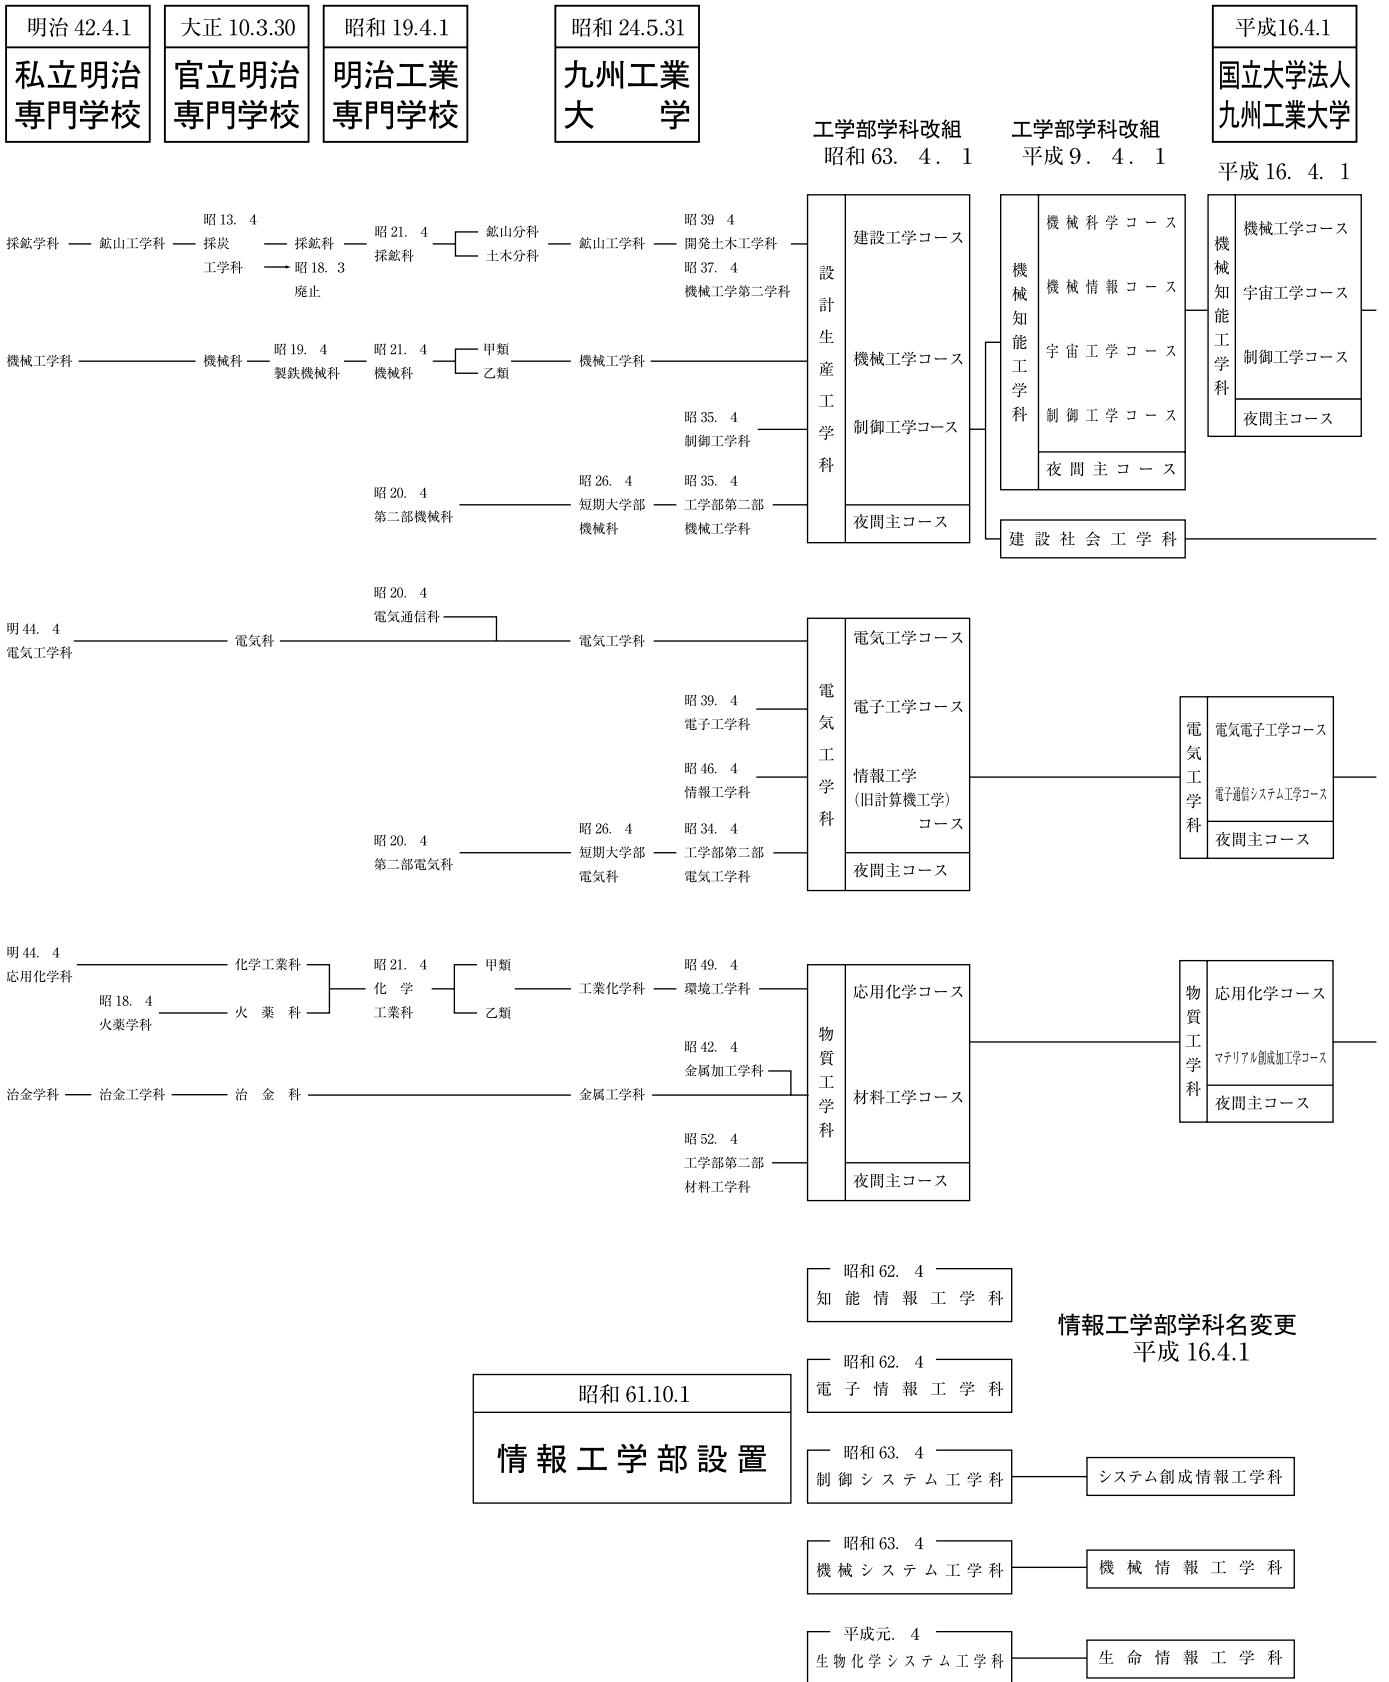 明治 42.4.1
私立明治
専門学校
大正 10.3.30
官立明治
専門学校
昭和 19.4.1
明治工業
専門学校
昭和 24.5.31
九州工業
大　　学
平成16.4.1
国立大学法人
九州工業大学
工学部学科改組
昭和 63. 4. 1
工学部学科改組
平成 9. 4. 1
平成 16. 4. 1
採鉱学科
鉱山工学科
昭 13. 4
採炭
工学科
採鉱科
昭 18. 3
廃止
昭 21. 4
採鉱科
鉱山分科
土木分科
鉱山工学科
昭 39 4
開発土木工学科
昭 37. 4
機械工学第二学科
機械工学科
機械科
昭 19. 4
製鉄機械科
昭 21. 4
機械科
甲類
乙類
機械工学科
昭 35. 4
制御工学科
昭 20. 4
第二部機械科
昭 26. 4
短期大学部
機械科
昭 35. 4
工学部第二部
機械工学科
設計生産工学科
建設工学コース
機械工学コース
制御工学コース
夜間主コース
機械知能工学科
機械科学コース
機械情報コース
宇宙工学コース
制御工学コース
夜間主コース
建設社会工学科
機械知能工学科
機械工学コース
宇宙工学コース
制御工学コース
夜間主コース
明 44. 4
電気工学科
電気科
昭 20. 4
電気通信科
電気工学科
昭 39. 4
電子工学科
昭 46. 4
情報工学科
昭 20. 4
第二部電気科
昭 26. 4
短期大学部
電気科
昭 34. 4
工学部第二部
電気工学科
電気工学科
電気工学コース
電子工学コース
情報工学
(旧計算機工学)
コース
夜間主コース
電気工学科
電気電子工学コース
電子通信システム工学コース
夜間主コース
明 44. 4
応用化学科
昭 18. 4
火薬学科
化学工業科
火　薬　科
昭 21. 4
化　学
工業科
甲類
乙類
工業化学科
昭 49. 4
環境工学科
昭 42. 4
金属加工学科
冶金学科
冶金工学科
冶　金　科
金属工学科
昭 52. 4
工学部第二部
材料工学科
物質工学科
応用化学コース
材料工学コース
夜間主コース
物質工学科
応用化学コース
マテリアル創成加工学コース
夜間主コース
昭和 62. 4
知能情報工学科
昭和 62. 4
電子情報工学科
昭和 61.10.1
情報工学部設置
情報工学部学科名変更
平成 16.4.1
昭和 63. 4
制御システム工学科
システム創成情報工学科
昭和 63. 4
機械システム工学科
機械情報工学科
平成元. 4
生物化学システム工学科
生命情報工学科